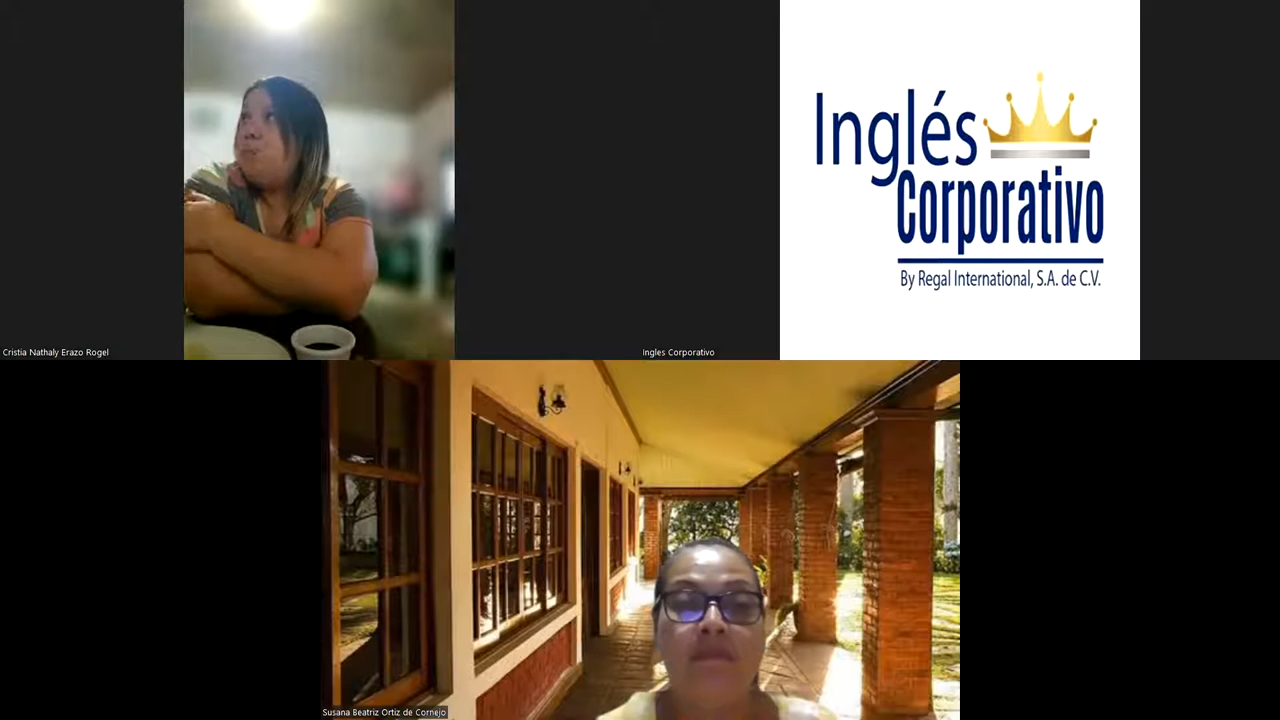 Inglés
Corporativo
By Regal International, S.A. de C.V.
Cristia Nathaly Erazo Rogel
Ingles Corporativo
Susana Beatriz Ortiz de Cornejo